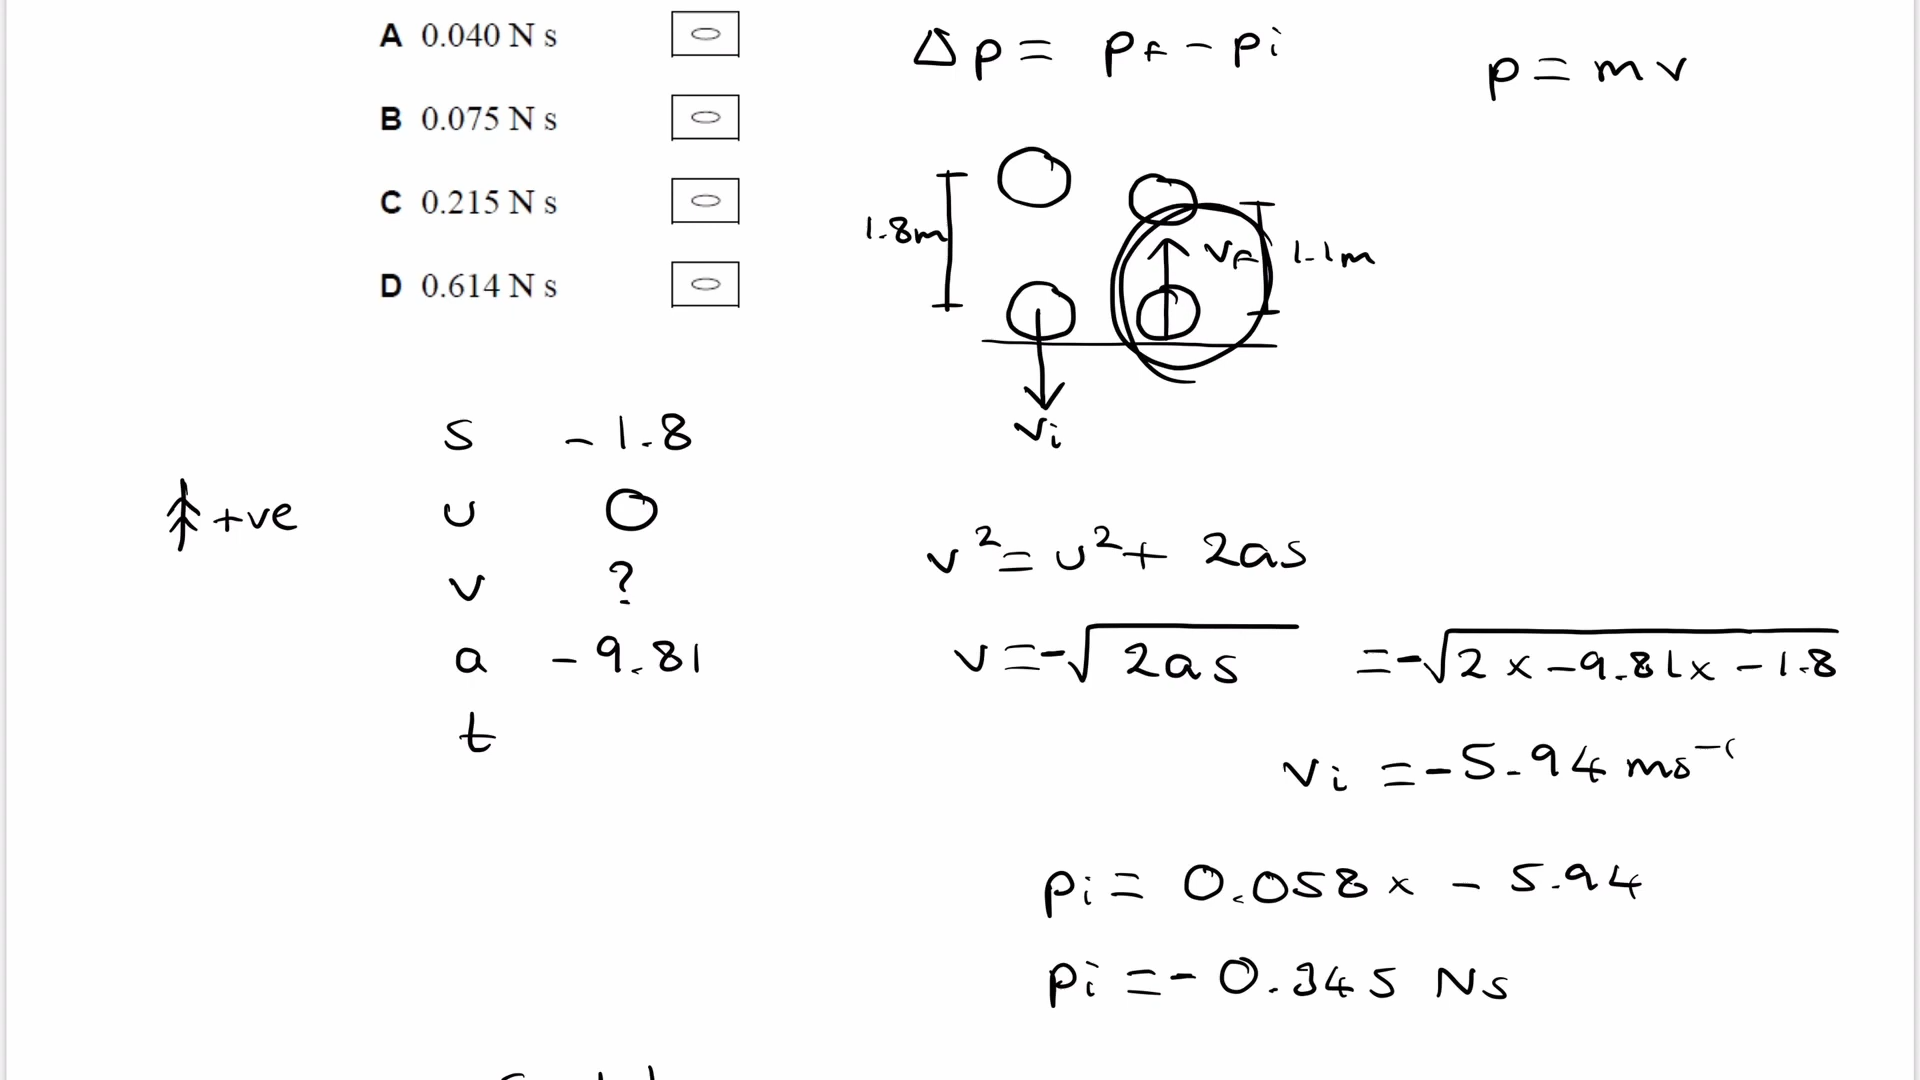 A 0.040 N s
B 0.075 N s
C 0.215 N s
D 0.614 N s
Δp = pF - pi
p = mv
1.8m
vF
1.1m
vi
s -1.8
u 0
v ?
a -9.81
t
+ve
v² = u² + 2as
v = -√2as = -√2 x -9.81 x -1.8
vi = -5.94 ms⁻¹
pi = 0.058 x - 5.94
pi = - 0.345 Ns